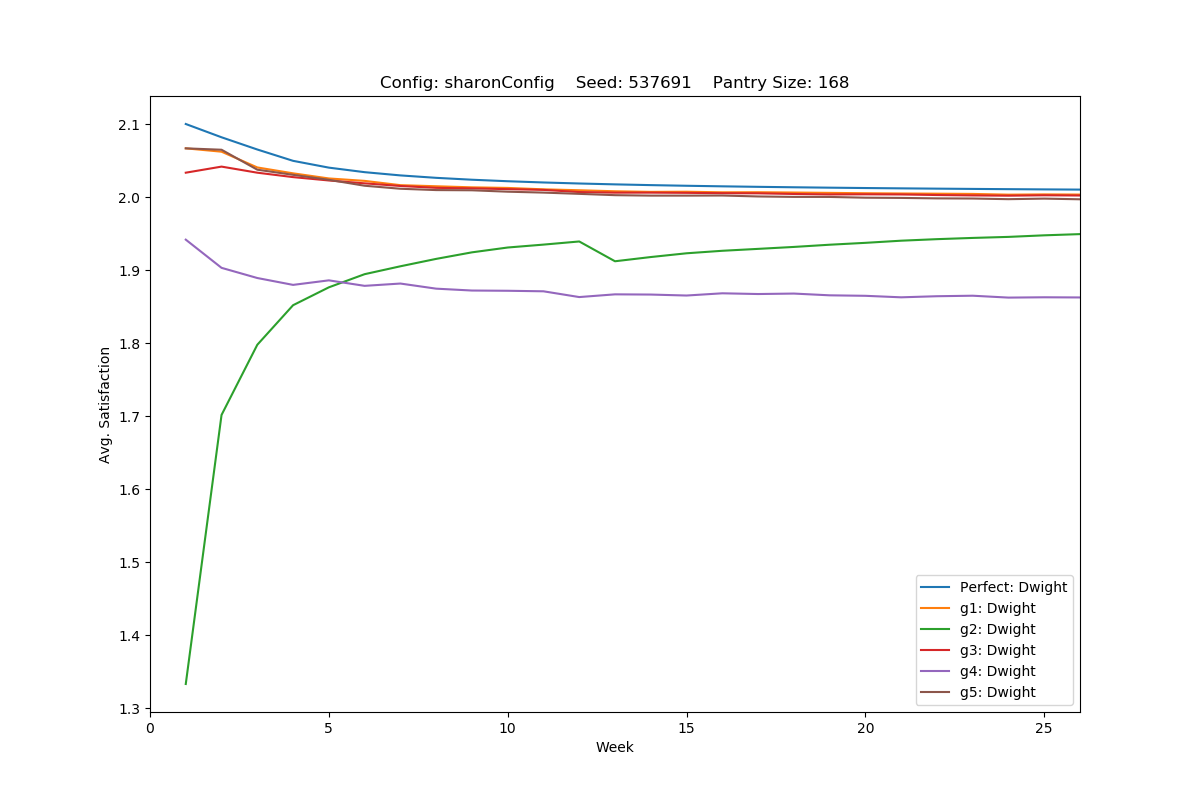 Config: sharonConfig    Seed: 537691    Pantry Size: 168
2.1
2.0
1.9
1.8
1.7
1.6
1.5
1.4
1.3
Avg. Satisfaction
0 5 10 15 20 25
Week
Perfect: Dwight
g1: Dwight
g2: Dwight
g3: Dwight
g4: Dwight
g5: Dwight